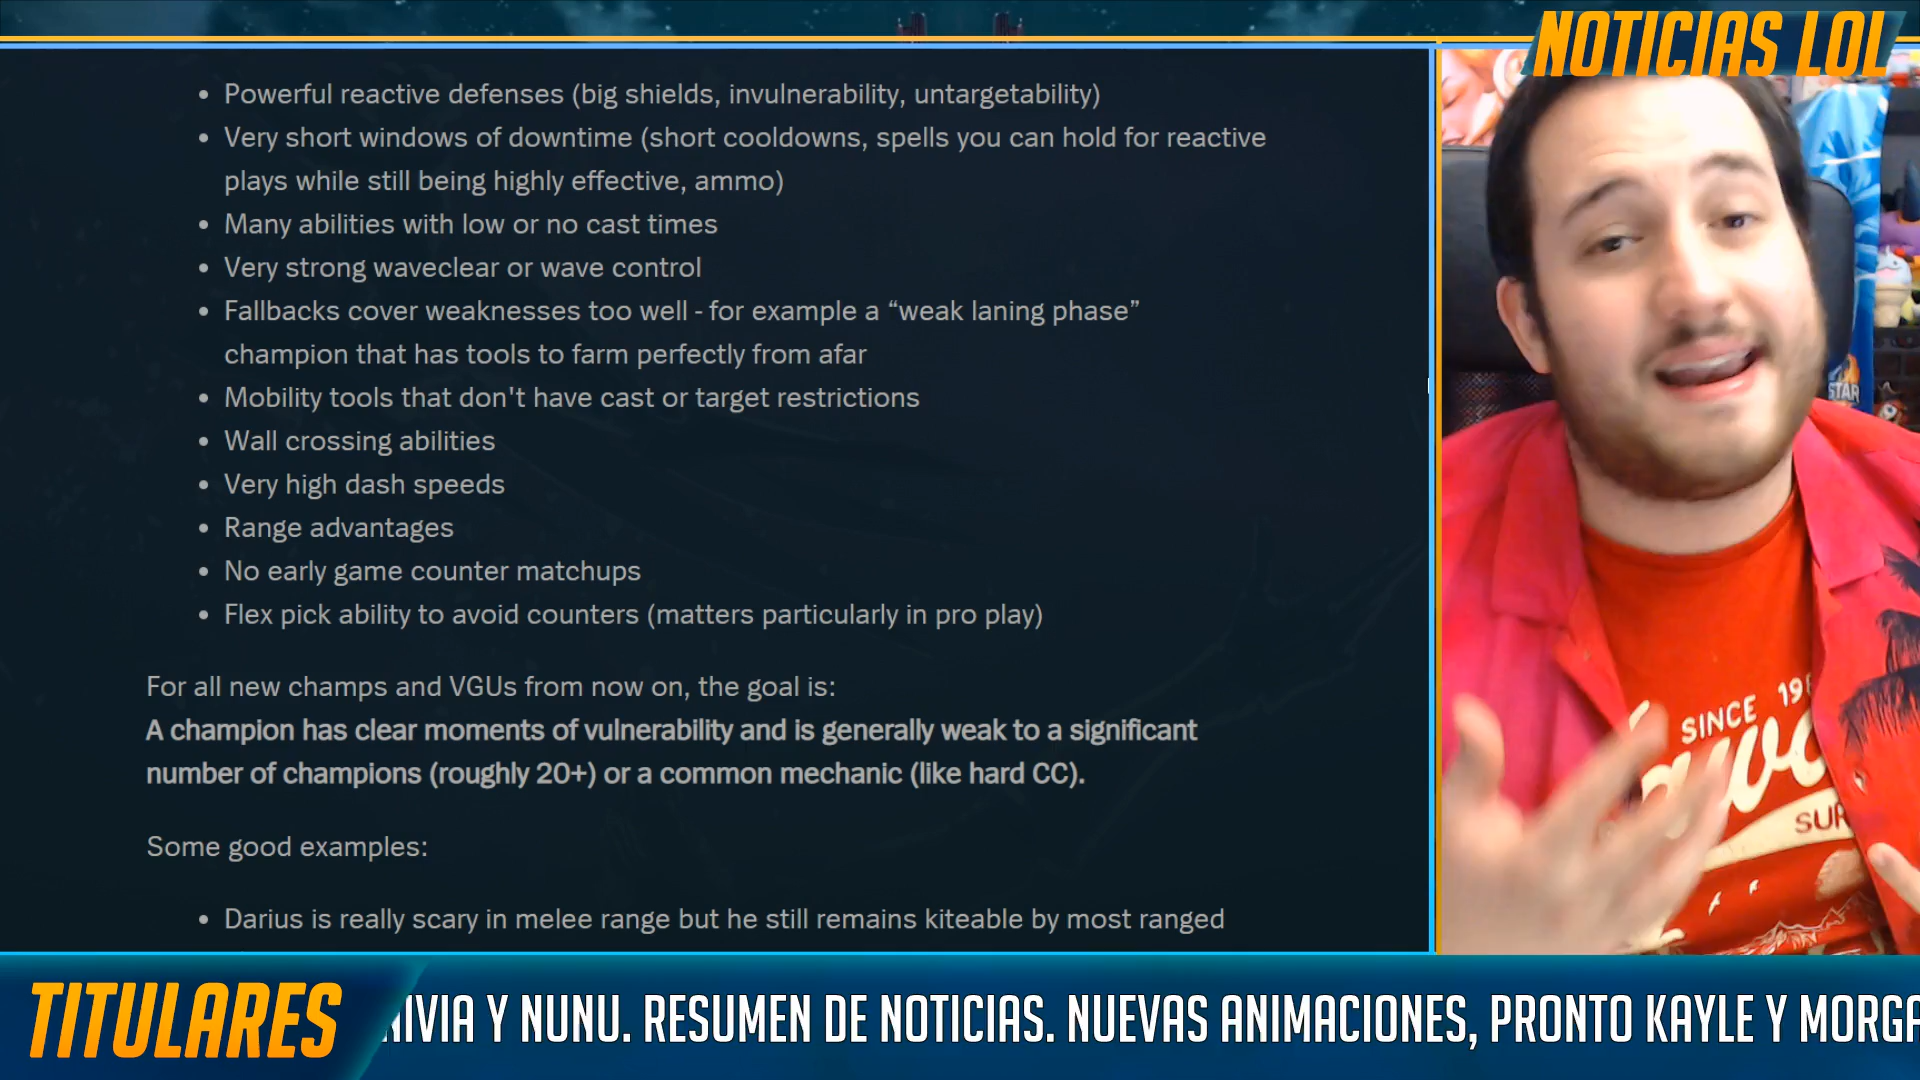 NOTICIAS LOL
• Powerful reactive defenses (big shields, invulnerability, untargetability)
• Very short windows of downtime (short cooldowns, spells you can hold for reactive
plays while still being highly effective, ammo)
• Many abilities with low or no cast times
• Very strong waveclear or wave control
• Fallbacks cover weaknesses too well - for example a “weak laning phase”
champion that has tools to farm perfectly from afar
• Mobility tools that don't have cast or target restrictions
• Wall crossing abilities
• Very high dash speeds
• Range advantages
• No early game counter matchups
• Flex pick ability to avoid counters (matters particularly in pro play)
For all new champs and VGUs from now on, the goal is:
A champion has clear moments of vulnerability and is generally weak to a significant
number of champions (roughly 20+) or a common mechanic (like hard CC).
Some good examples:
• Darius is really scary in melee range but he still remains kiteable by most ranged
STAR
SINCE 19
SUR
TITULARES
NIVIA Y NUNU. RESUMEN DE NOTICIAS. NUEVAS ANIMACIONES, PRONTO KAYLE Y MORGA